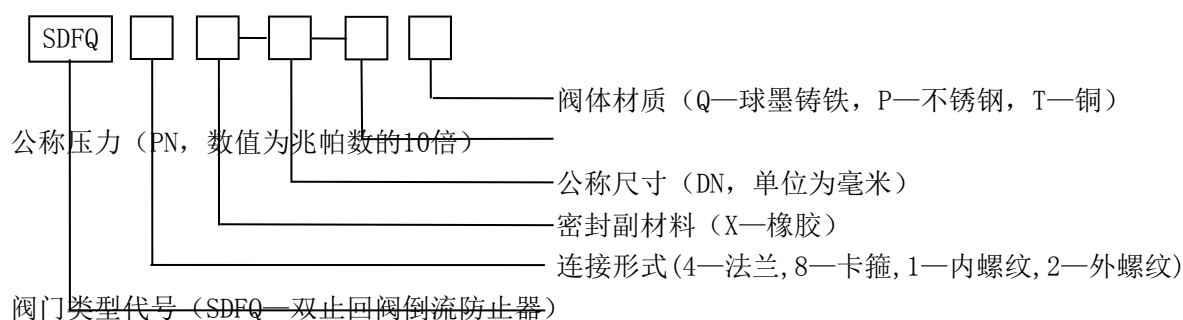 SDFQ
阀体材质（Q—球墨铸铁，P—不锈钢，T—铜）
公称压力（PN，数值为兆帕数的10倍）
公称尺寸（DN，单位为毫米）
密封副材料（X—橡胶）
连接形式(4—法兰,8—卡箍,1—内螺纹,2—外螺纹)
阀门类型代号（SDFQ—双止回阀倒流防止器）